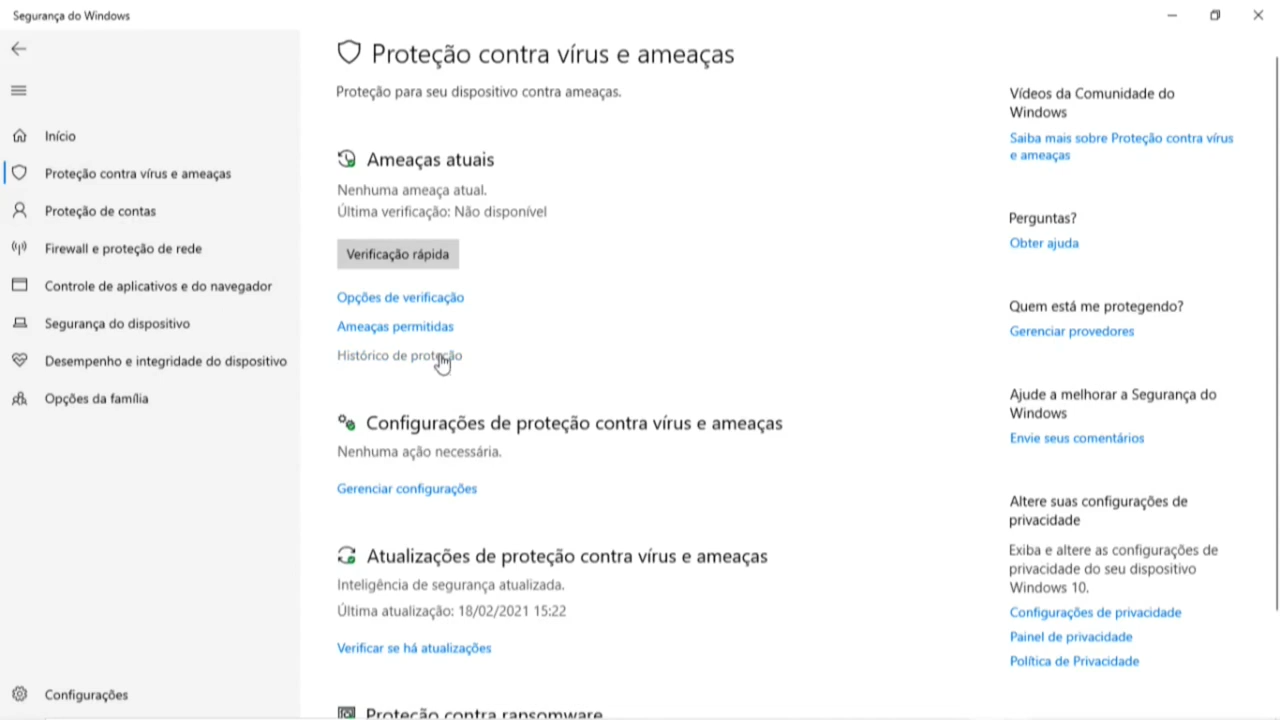 Segurança do Windows
Início
Proteção contra vírus e ameaças
Proteção de contas
Firewall e proteção de rede
Controle de aplicativos e do navegador
Segurança do dispositivo
Desempenho e integridade do dispositivo
Opções da família
Configurações
Proteção contra vírus e ameaças
Proteção para seu dispositivo contra ameaças.
Ameaças atuais
Nenhuma ameaça atual.
Última verificação: Não disponível
Verificação rápida
Opções de verificação
Ameaças permitidas
Histórico de proteção
Configurações de proteção contra vírus e ameaças
Nenhuma ação necessária.
Gerenciar configurações
Atualizações de proteção contra vírus e ameaças
Inteligência de segurança atualizada.
Última atualização: 18/02/2021 15:22
Verificar se há atualizações
Proteção contra ransomware
Vídeos da Comunidade do
Windows
Saiba mais sobre Proteção contra vírus
e ameaças
Perguntas?
Obter ajuda
Quem está me protegendo?
Gerenciar provedores
Ajude a melhorar a Segurança do
Windows
Envie seus comentários
Altere suas configurações de
privacidade
Exiba e altere as configurações de
privacidade do seu dispositivo
Windows 10.
Configurações de privacidade
Painel de privacidade
Política de Privacidade